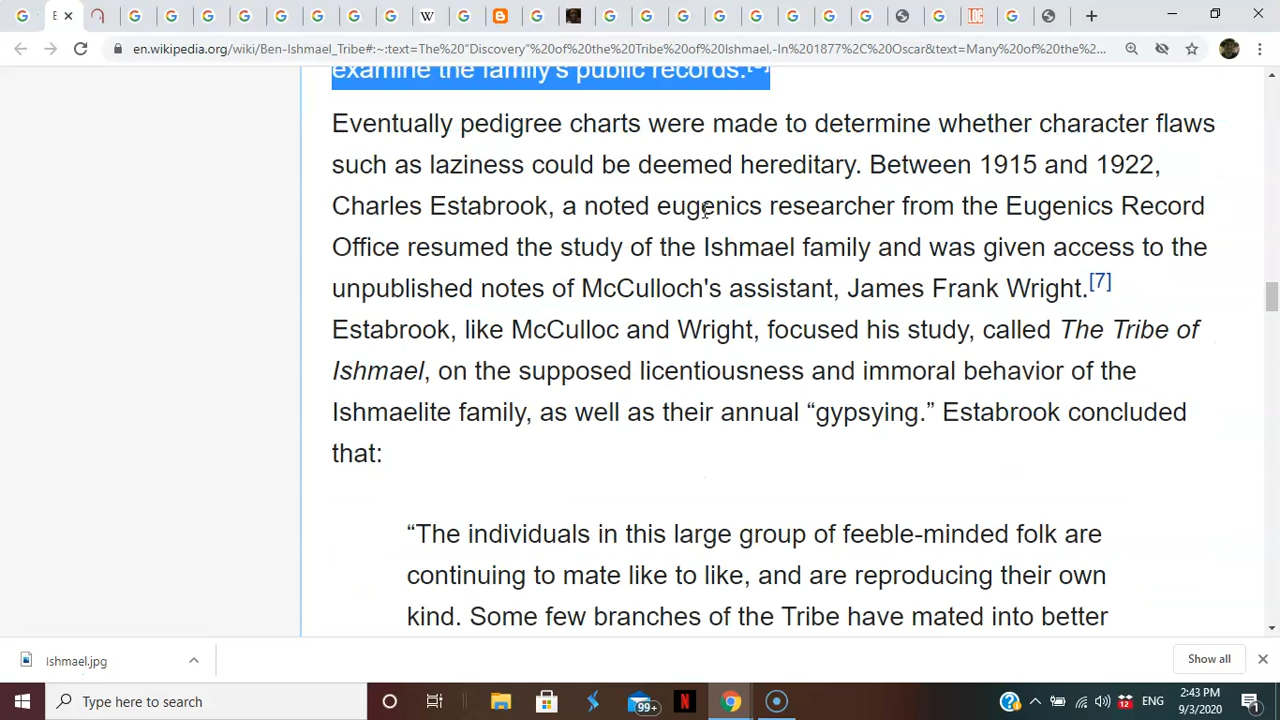 E
en.wikipedia.org/wiki/Ben-Ishmael_Tribe#:~:text=The%20"Discovery"%20of%20the%20Tribe%20of%20Ishmael,-In%201877%2C%20Oscar&text=Many%20of%20the%2...
examine the family's public records.
Eventually pedigree charts were made to determine whether character flaws
such as laziness could be deemed hereditary. Between 1915 and 1922,
Charles Estabrook, a noted eugenics researcher from the Eugenics Record
Office resumed the study of the Ishmael family and was given access to the
unpublished notes of McCulloch's assistant, James Frank Wright.[7]
Estabrook, like McCulloc and Wright, focused his study, called The Tribe of
Ishmael, on the supposed licentiousness and immoral behavior of the
Ishmaelite family, as well as their annual “gypsying.” Estabrook concluded
that:
“The individuals in this large group of feeble-minded folk are
continuing to mate like to like, and are reproducing their own
kind. Some few branches of the Tribe have mated into better
Ishmael.jpg
Show all
Type here to search
99+
N
12
ENG
2:43 PM
9/3/2020
1